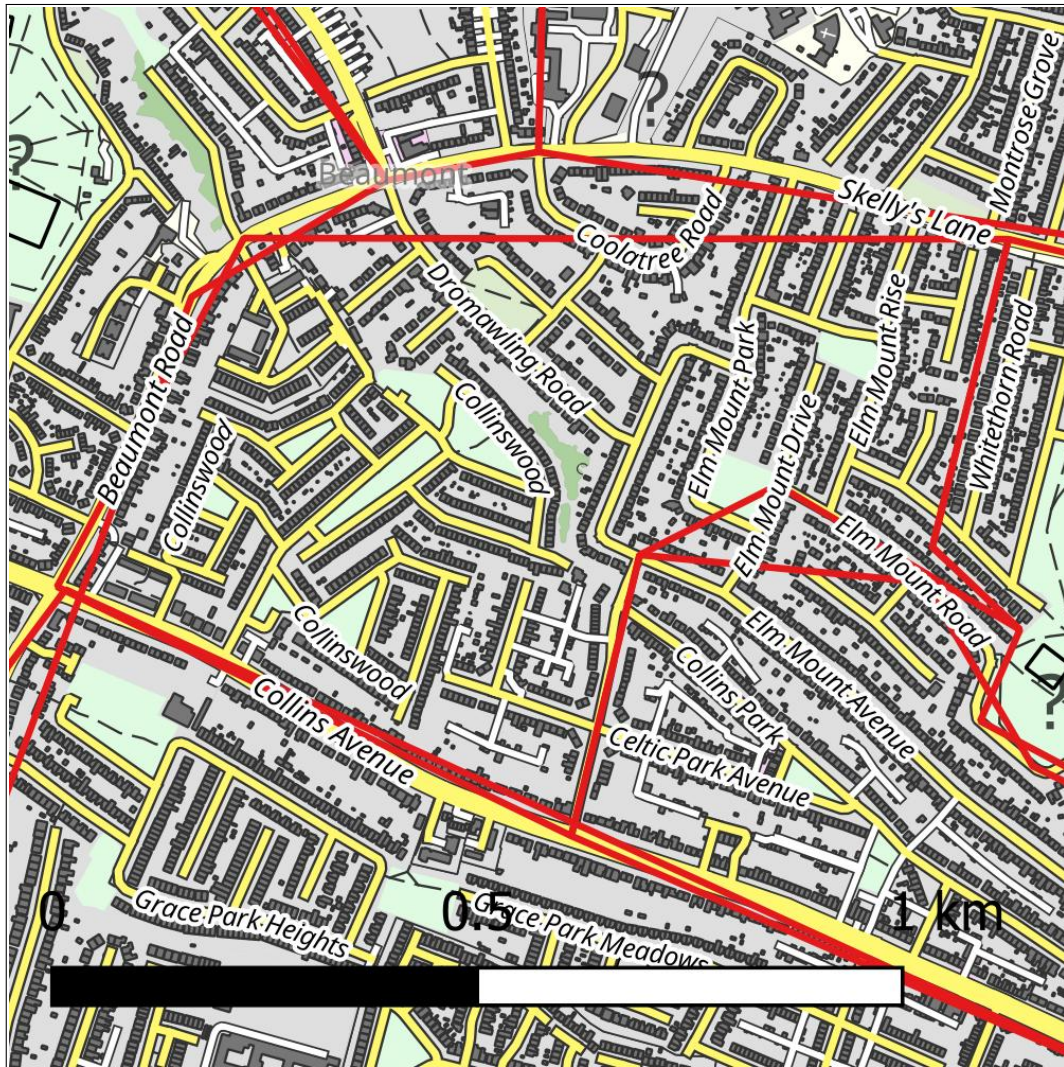 Montrose Grove
?
?
Beaumont
Skelly's Lane
Coolatree Road
Dromawling Road
Elm Mount Park
Elm Mount Rise
Whitethorn Road
Beaumont Road
Collinswood
Collinswood
Elm Mount Drive
Elm Mount Road
Collinswood
Collins Park
Elm Mount Avenue
?
Collins Avenue
Celtic Park Avenue
Grace Park Heights
Grace Park Meadows
0
0.5
1 km